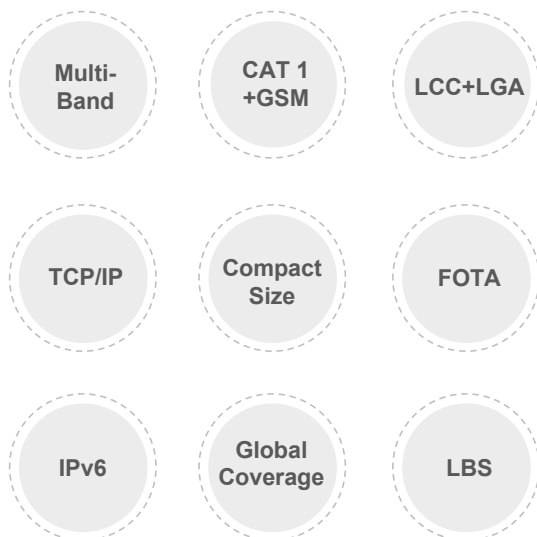 Multi-
Band
CAT 1
+GSM
LCC+LGA
TCP/IP
Compact
Size
FOTA
IPv6
Global
Coverage
LBS